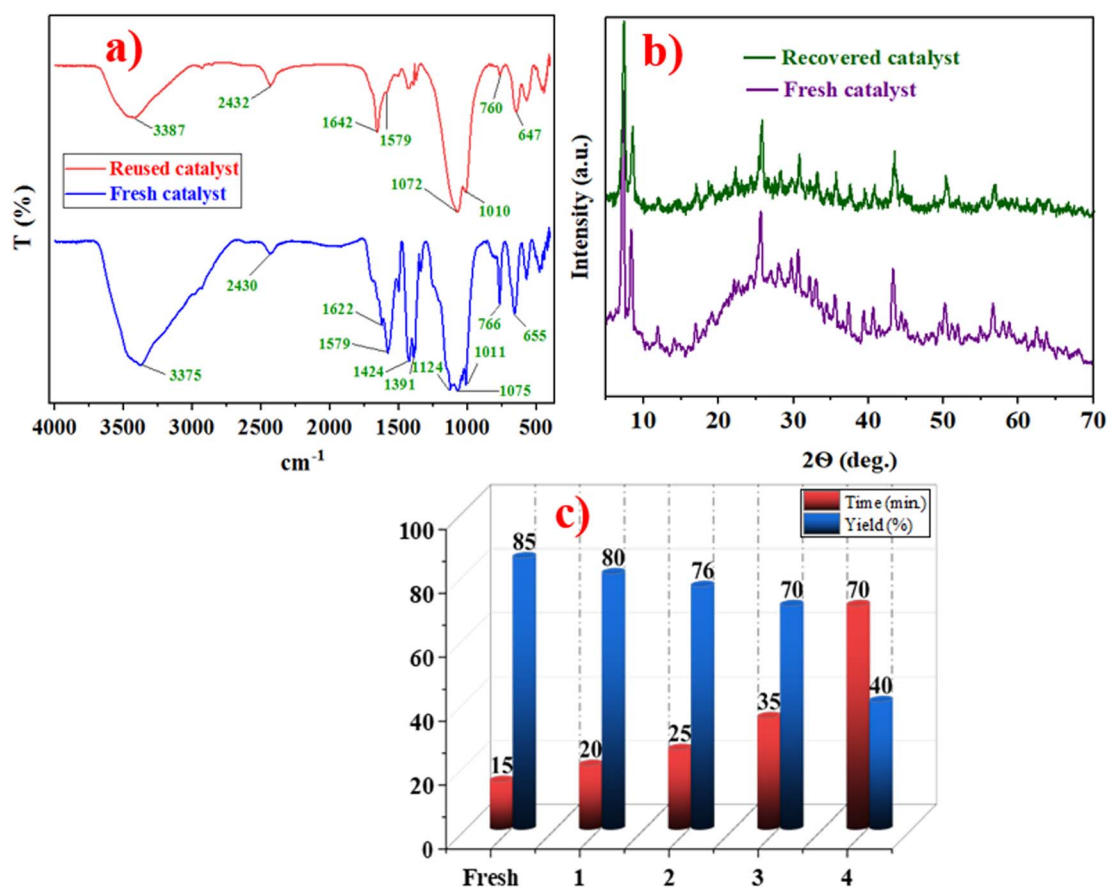 a)
3387
2432
1642
1579
760
647
1072
1010
Reused catalyst
Fresh catalyst
2430
1622
1579
1424
1391
1124
1011
1075
766
655
3375
T (%)
4000 3500 3000 2500 2000 1500 1000 500
cm-1
b)
Recovered catalyst
Fresh catalyst
Intensity (a.u.)
10 20 30 40 50 60 70
2Θ (deg.)
c)
Time (min.)
Yield (%)
100
80
60
40
20
0
15 85
20 80
25 76
35 70
70 40
Fresh 1 2 3 4